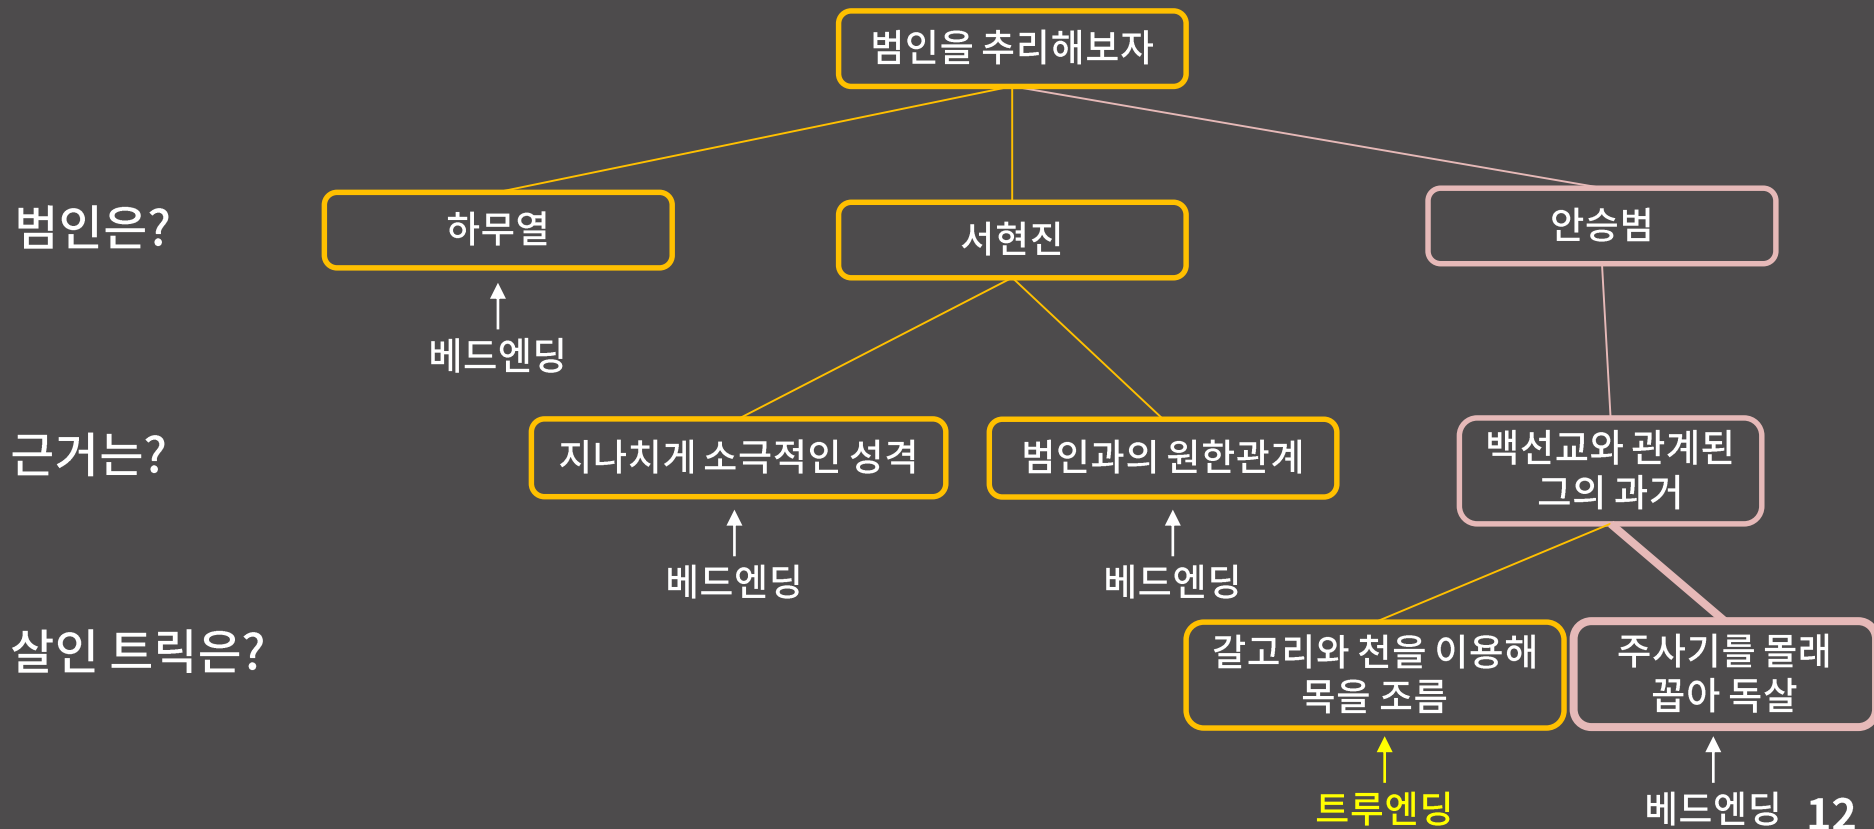 범인을 추리해보자
범인은?
하무열
서현진
안승범
베드엔딩
근거는?
지나치게 소극적인 성격
범인과의 원한관계
백선교와 관계된
그의 과거
베드엔딩
베드엔딩
살인 트릭은?
갈고리와 천을 이용해
목을 조름
주사기를 몰래
꼽아 독살
트루엔딩
베드엔딩
12